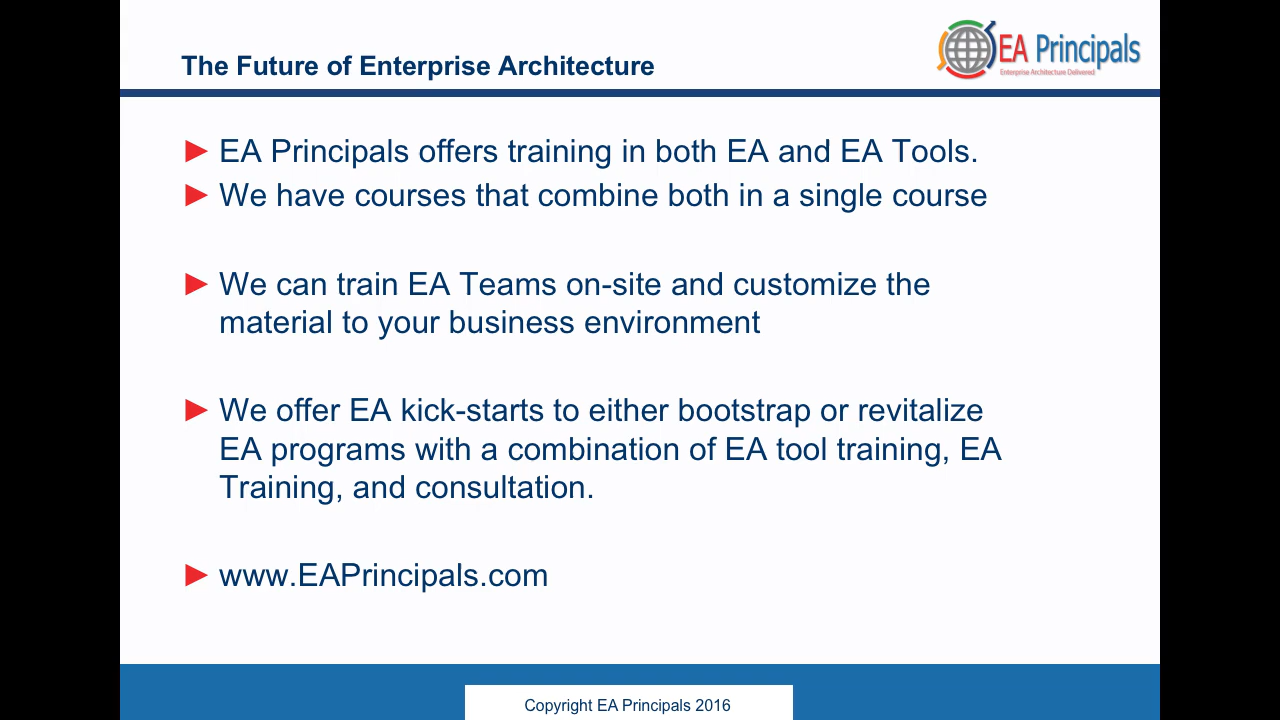 The Future of Enterprise Architecture
EA Principals
Enterprise Architecture Delivered
► EA Principals offers training in both EA and EA Tools.
► We have courses that combine both in a single course
► We can train EA Teams on-site and customize the
material to your business environment
► We offer EA kick-starts to either bootstrap or revitalize
EA programs with a combination of EA tool training, EA
Training, and consultation.
► www.EAPrincipals.com
Copyright EA Principals 2016